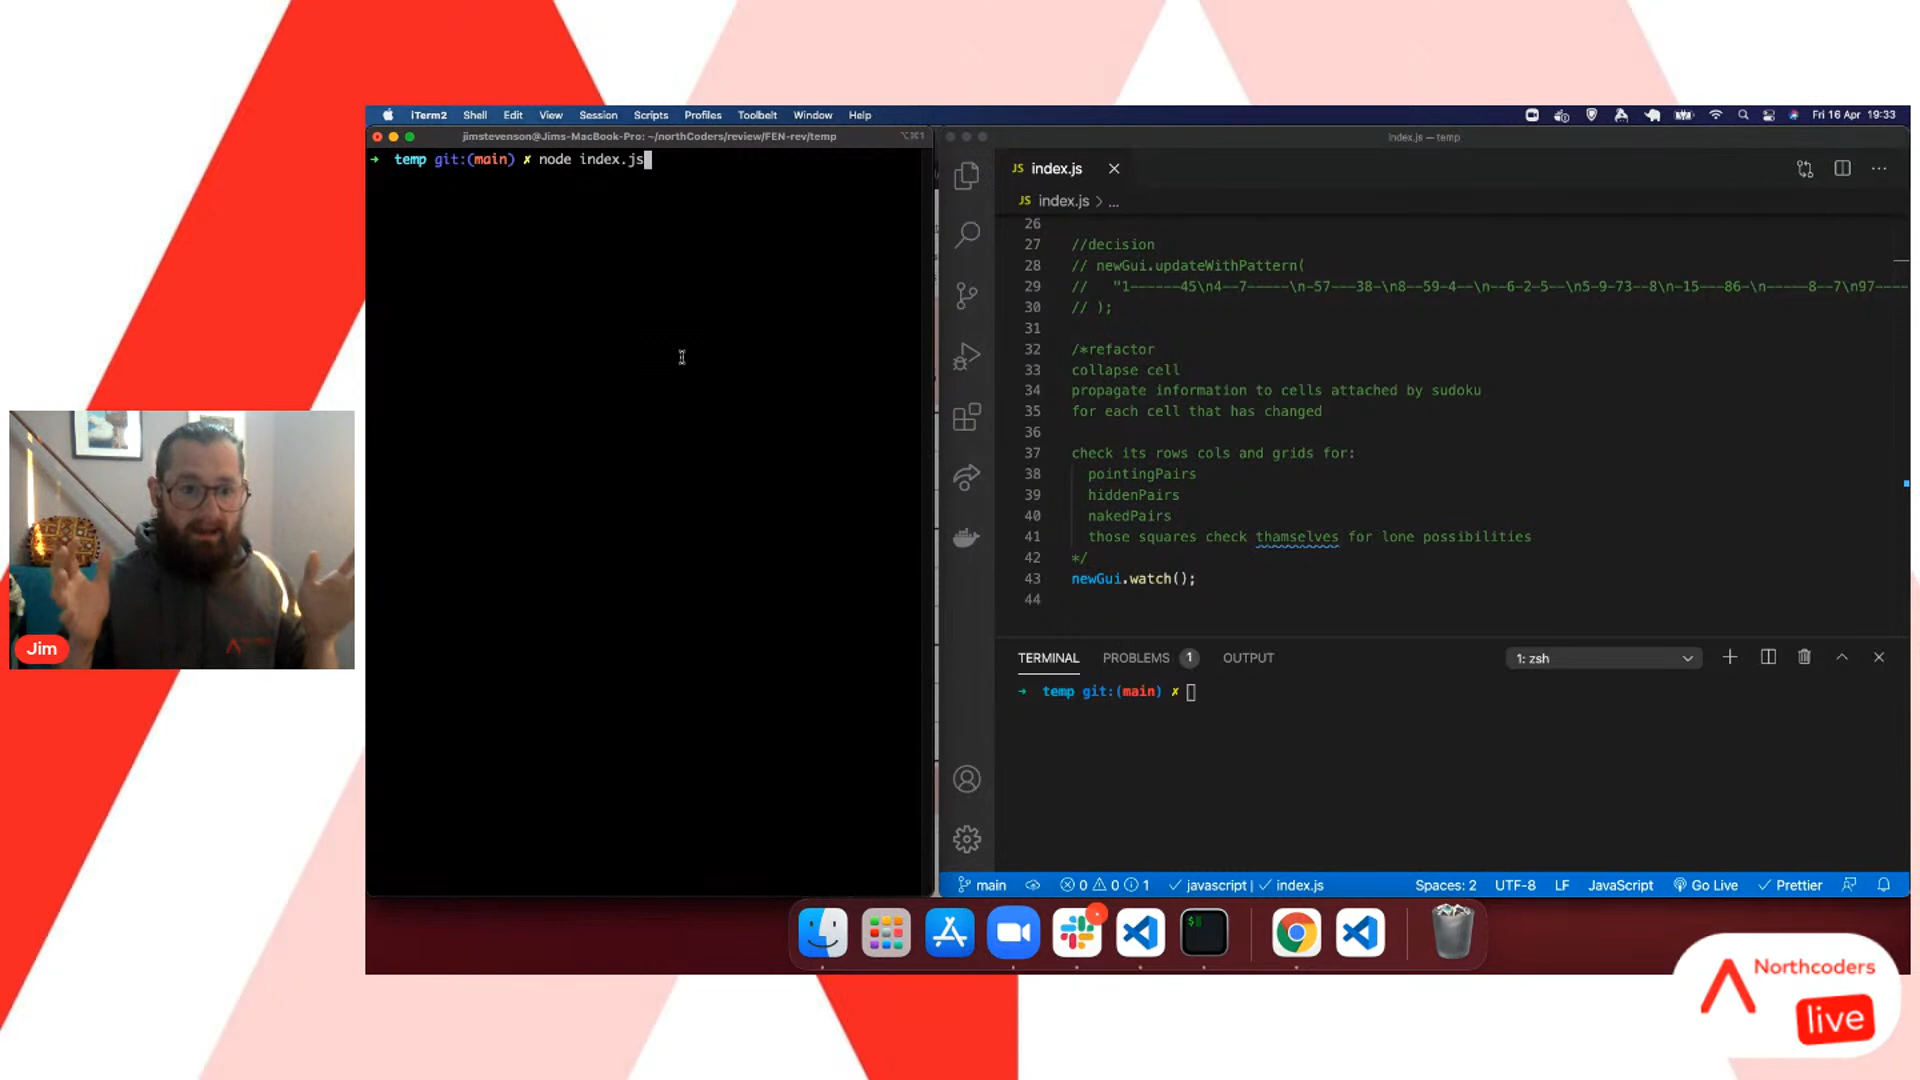 iTerm2 Shell Edit View Session Scripts Profiles Toolbelt Window Help
Fri 16 Apr 19:33
jimstevenson@Jims-MacBook-Pro: ~/northCoders/review/FEN-rev/temp
⌥⌘1
→ temp git:(main) ✗ node index.js
index.js — temp
JS index.js ×
JS index.js > ...
26
27 //decision
28 // newGui.updateWithPattern(
29 //   "1------45\n4--7-----\n-57---38-\n8--59-4--\n--6-2-5--\n5-9-73--8\n-15---86-\n-----8--7\n97----
30 // );
31
32 /*refactor
33 collapse cell
34 propagate information to cells attached by sudoku
35 for each cell that has changed
36
37 check its rows cols and grids for:
38   pointingPairs
39   hiddenPairs
40   nakedPairs
41   those squares check thamselves for lone possibilities
42 */
43 newGui.watch();
44
TERMINAL PROBLEMS 1 OUTPUT
1: zsh
→ temp git:(main) ✗
main 0 0 1 ✓ javascript | ✓ index.js
Spaces: 2 UTF-8 LF JavaScript Go Live ✓ Prettier
Jim
Northcoders
live